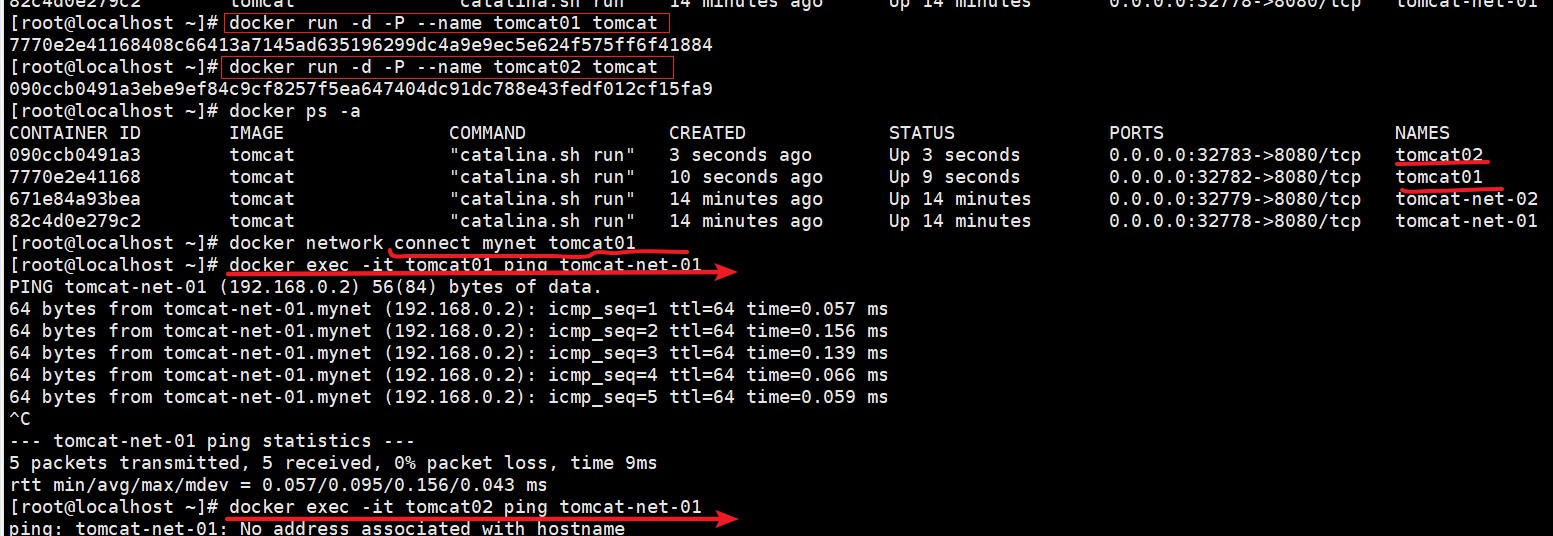 82c4d0e279c2        tomcat              "catalina.sh run"   14 minutes ago      Up 14 minutes       0.0.0.0:32778->8080/tcp   tomcat-net-01
[root@localhost ~]# docker run -d -P --name tomcat01 tomcat
7770e2e41168408c66413a7145ad635196299dc4a9e9ec5e624f575ff6f41884
[root@localhost ~]# docker run -d -P --name tomcat02 tomcat
090ccb0491a3ebe9ef84c9cf8257f5ea647404dc91dc788e43fedf012cf15fa9
[root@localhost ~]# docker ps -a
CONTAINER ID        IMAGE               COMMAND             CREATED             STATUS              PORTS                     NAMES
090ccb0491a3        tomcat              "catalina.sh run"   3 seconds ago       Up 3 seconds        0.0.0.0:32783->8080/tcp   tomcat02
7770e2e41168        tomcat              "catalina.sh run"   10 seconds ago      Up 9 seconds        0.0.0.0:32782->8080/tcp   tomcat01
671e84a93bea        tomcat              "catalina.sh run"   14 minutes ago      Up 14 minutes       0.0.0.0:32779->8080/tcp   tomcat-net-02
82c4d0e279c2        tomcat              "catalina.sh run"   14 minutes ago      Up 14 minutes       0.0.0.0:32778->8080/tcp   tomcat-net-01
[root@localhost ~]# docker network connect mynet tomcat01
[root@localhost ~]# docker exec -it tomcat01 ping tomcat-net-01
PING tomcat-net-01 (192.168.0.2) 56(84) bytes of data.
64 bytes from tomcat-net-01.mynet (192.168.0.2): icmp_seq=1 ttl=64 time=0.057 ms
64 bytes from tomcat-net-01.mynet (192.168.0.2): icmp_seq=2 ttl=64 time=0.156 ms
64 bytes from tomcat-net-01.mynet (192.168.0.2): icmp_seq=3 ttl=64 time=0.139 ms
64 bytes from tomcat-net-01.mynet (192.168.0.2): icmp_seq=4 ttl=64 time=0.066 ms
64 bytes from tomcat-net-01.mynet (192.168.0.2): icmp_seq=5 ttl=64 time=0.059 ms
^C
--- tomcat-net-01 ping statistics ---
5 packets transmitted, 5 received, 0% packet loss, time 9ms
rtt min/avg/max/mdev = 0.057/0.095/0.156/0.043 ms
[root@localhost ~]# docker exec -it tomcat02 ping tomcat-net-01
ping: tomcat-net-01: No address associated with hostname